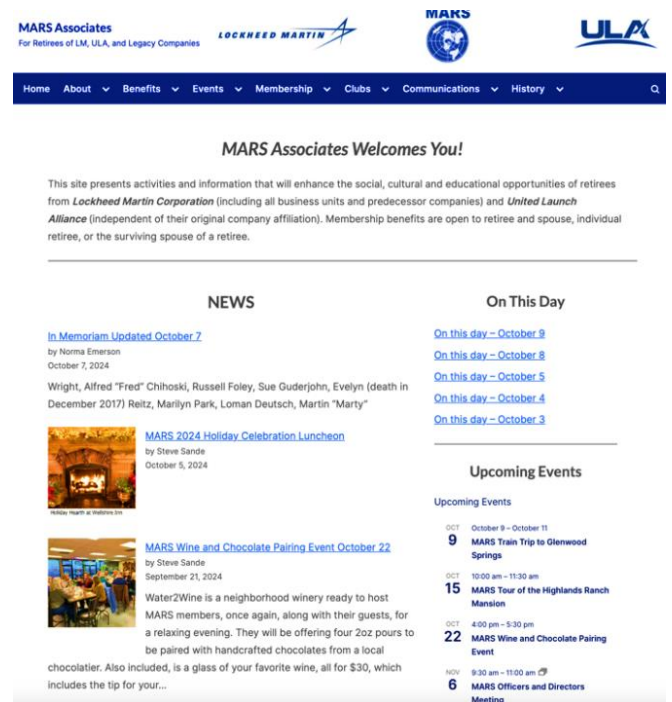 MARS Associates
For Retirees of LM, ULA, and Legacy Companies
LOCKHEED MARTIN
MARS
ULA
Home About Benefits Events Membership Clubs Communications History
MARS Associates Welcomes You!
This site presents activities and information that will enhance the social, cultural and educational opportunities of retirees
from Lockheed Martin Corporation (including all business units and predecessor companies) and United Launch
Alliance (independent of their original company affiliation). Membership benefits are open to retiree and spouse, individual
retiree, or the surviving spouse of a retiree.
NEWS
In Memoriam Updated October 7
by Norma Emerson
October 7, 2024
Wright, Alfred "Fred" Chihoski, Russell Foley, Sue Guderjohn, Evelyn (death in
December 2017) Reitz, Marilyn Park, Loman Deutsch, Martin "Marty"
MARS 2024 Holiday Celebration Luncheon
by Steve Sande
October 5, 2024
Holiday Hearth at Wellshire Inn
MARS Wine and Chocolate Pairing Event October 22
by Steve Sande
September 21, 2024
Water2Wine is a neighborhood winery ready to host
MARS members, once again, along with their guests, for
a relaxing evening. They will be offering four 2oz pours to
be paired with handcrafted chocolates from a local
chocolatier. Also included, is a glass of your favorite wine, all for $30, which
includes the tip for your...
On This Day
On this day – October 9
On this day – October 8
On this day – October 5
On this day – October 4
On this day – October 3
Upcoming Events
Upcoming Events
OCT
9
October 9 – October 11
MARS Train Trip to Glenwood
Springs
OCT
15
10:00 am – 11:30 am
MARS Tour of the Highlands Ranch
Mansion
OCT
22
4:00 pm – 5:30 pm
MARS Wine and Chocolate Pairing
Event
NOV
6
9:30 am – 11:00 am
MARS Officers and Directors
Meeting